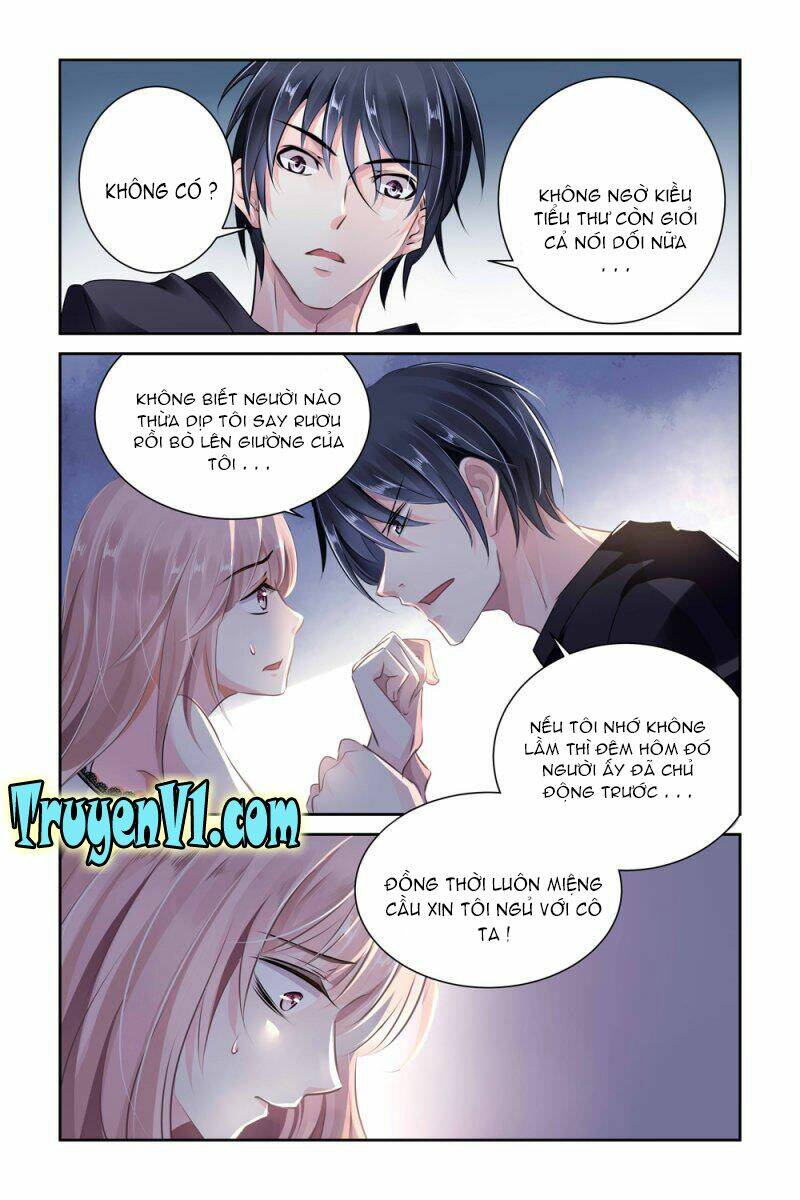 KHÔNG CÓ ?
KHÔNG NGỜ KIỀU
TIỂU THƯ CÒN GIỎI
CẢ NÓI DỐI NỮA
. . .
KHÔNG BIẾT NGƯỜI NÀO
THỪA DỊP TÔI SAY RƯỢU
RỒI BÒ LÊN GIƯỜNG CỦA
TÔI . . .
NẾU TÔI NHỚ KHÔNG
LẦM THÌ ĐÊM HÔM ĐÓ
NGƯỜI ẤY ĐÃ CHỦ
ĐỘNG TRƯỚC . . .
TRUYENV1.COM
ĐỒNG THỜI LUÔN MIỆNG
CẦU XIN TÔI NGỦ VỚI CÔ
TA !